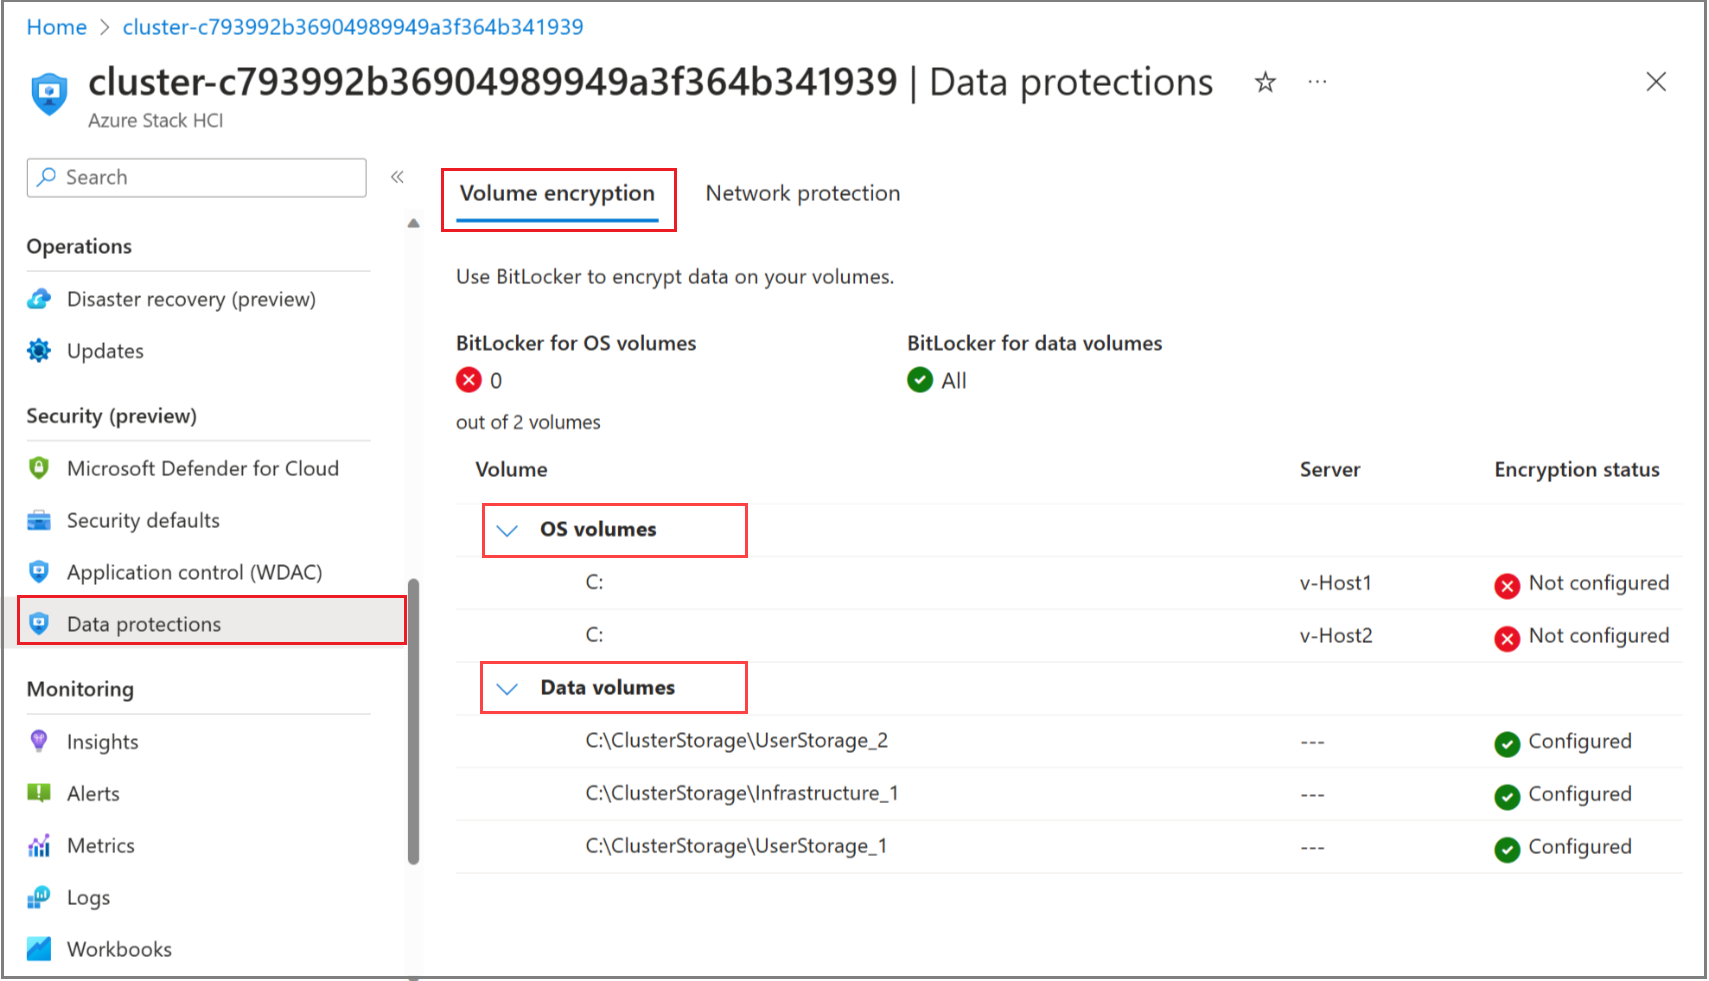 Home > cluster-c793992b36904989949a3f364b341939
cluster-c793992b36904989949a3f364b341939 | Data protections
Azure Stack HCI
Search
Operations
Disaster recovery (preview)
Updates
Security (preview)
Microsoft Defender for Cloud
Security defaults
Application control (WDAC)
Data protections
Monitoring
Insights
Alerts
Metrics
Logs
Workbooks
Volume encryption Network protection
Use BitLocker to encrypt data on your volumes.
BitLocker for OS volumes BitLocker for data volumes
0 All
out of 2 volumes
Volume Server Encryption status
OS volumes
C: v-Host1 Not configured
C: v-Host2 Not configured
Data volumes
C:\ClusterStorage\UserStorage_2 --- Configured
C:\ClusterStorage\Infrastructure_1 --- Configured
C:\ClusterStorage\UserStorage_1 --- Configured